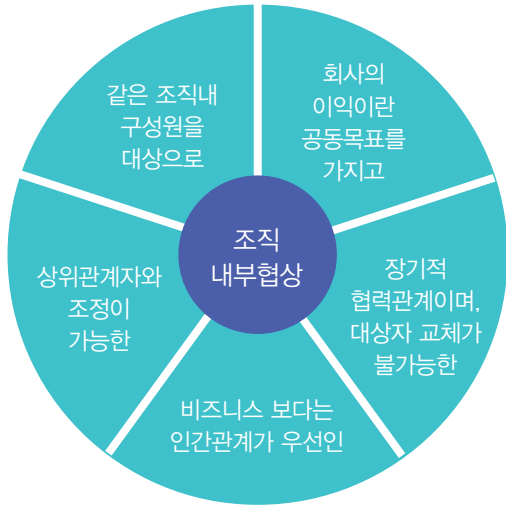 같은 조직내
구성원을
대상으로
회사의
이익이란
공동목표를
가지고
조직
내부협상
상위관계자와
조정이
가능한
장기적
협력관계이며,
대상자 교체가
불가능한
비즈니스 보다는
인간관계가 우선인